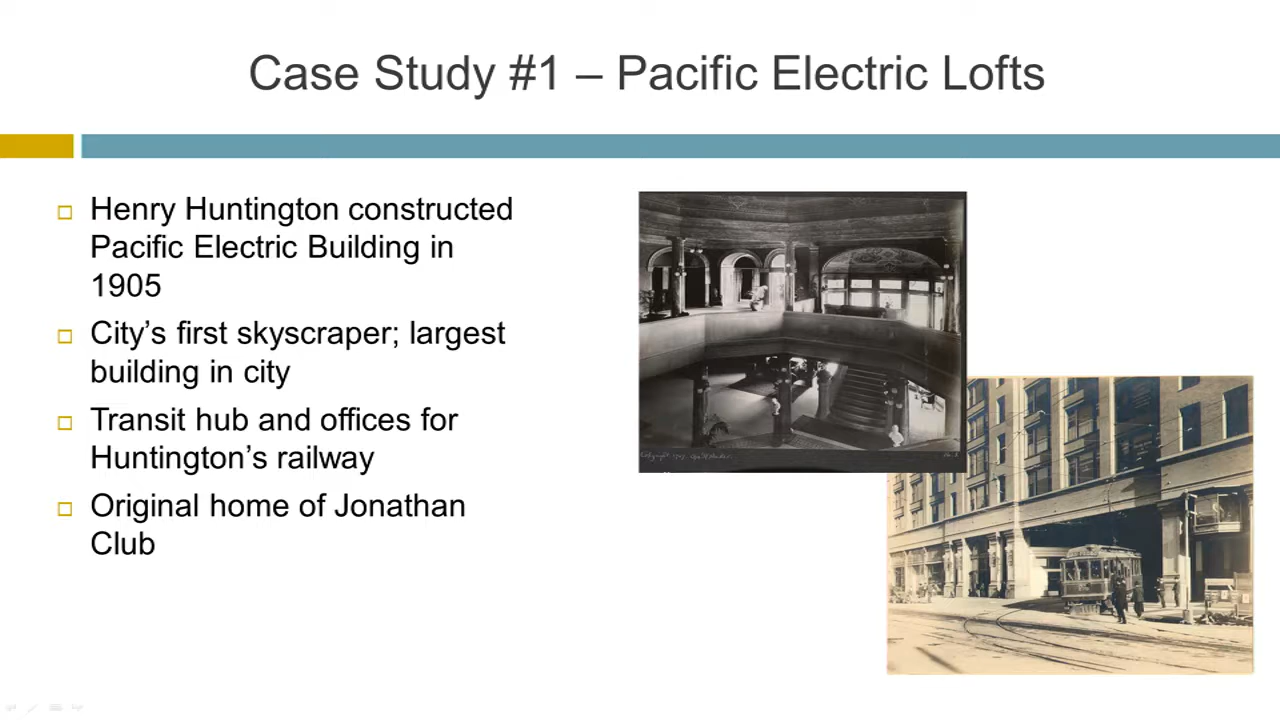 Case Study #1 – Pacific Electric Lofts
Henry Huntington constructed
Pacific Electric Building in
1905
City’s first skyscraper; largest
building in city
Transit hub and offices for
Huntington’s railway
Original home of Jonathan
Club